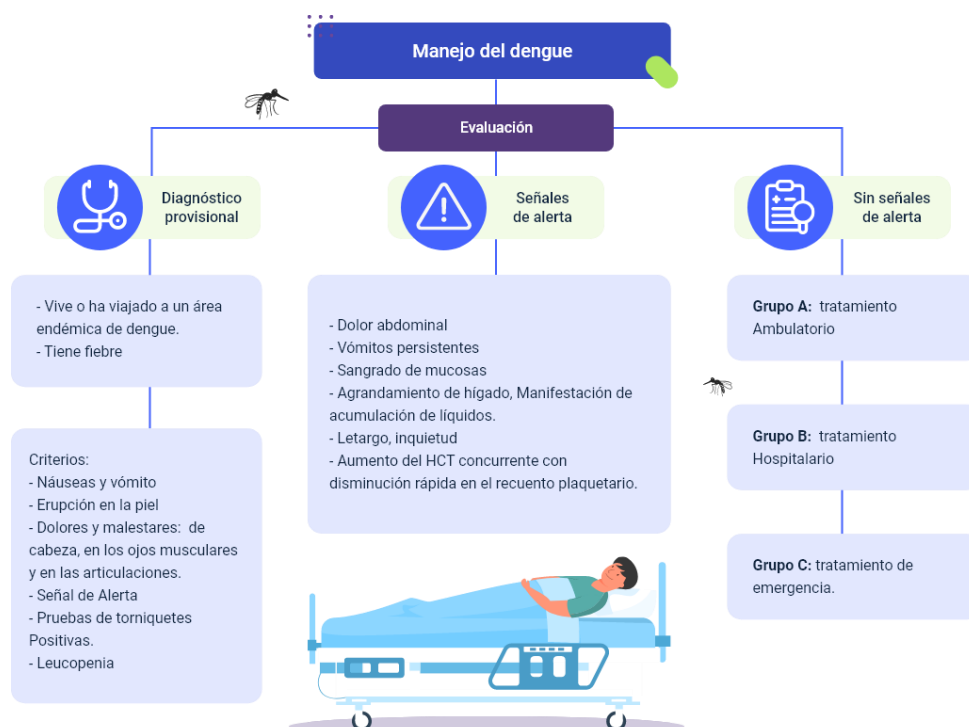 Manejo del dengue
Evaluación
Diagnóstico
provisional
- Vive o ha viajado a un área
endémica de dengue.
- Tiene fiebre
Criterios:
- Náuseas y vómito
- Erupción en la piel
- Dolores y malestares:  de
cabeza, en los ojos musculares
y en las articulaciones.
- Señal de Alerta
- Pruebas de torniquetes
Positivas.
- Leucopenia
Señales
de alerta
- Dolor abdominal
- Vómitos persistentes
- Sangrado de mucosas
- Agrandamiento de hígado, Manifestación de
acumulación de líquidos.
- Letargo, inquietud
- Aumento del HCT concurrente con
disminución rápida en el recuento plaquetario.
Sin señales
de alerta
Grupo A:  tratamiento
Ambulatorio
Grupo B:  tratamiento
Hospitalario
Grupo C: tratamiento de
emergencia.